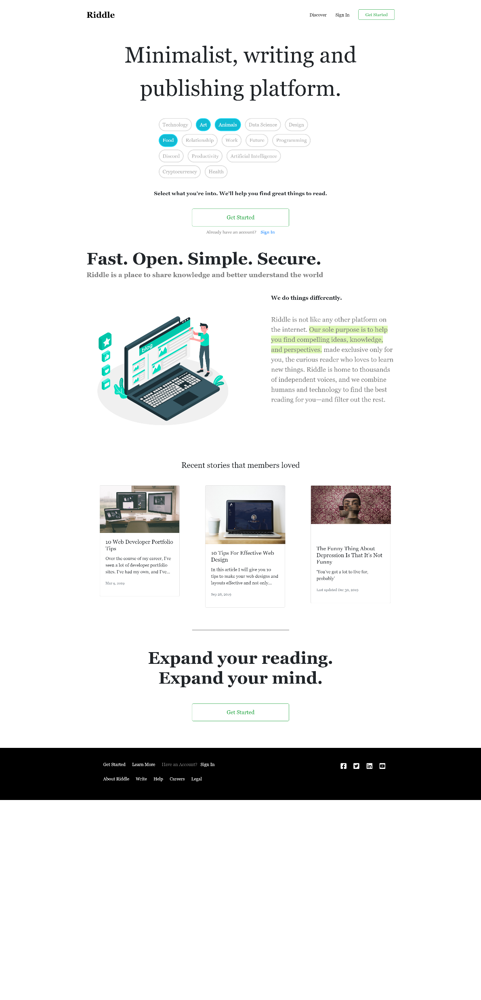 Riddle
Discover Sign In Get Started
Minimalist, writing and
publishing platform.
Technology Art Animals Data Science Design
Food Relationship Work Future Programming
Discord Productivity Artificial Intelligence
Cryptocurrency Health
Select what you're into. We'll help you find great things to read.
Get Started
Already have an account? Sign In
Fast. Open. Simple. Secure.
Riddle is a place to share knowledge and better understand the world
blog
We do things differently.
Riddle is not like any other platform on
the internet. Our sole purpose is to help
you find compelling ideas, knowledge,
and perspectives. made exclusive only for
you, the curious reader who loves to learn
new things. Riddle is home to thousands
of independent voices, and we combine
humans and technology to find the best
reading for you—and filter out the rest.
Recent stories that members loved
10 Web Developer Portfolio
Tips
Over the course of my career, I've
seen a lot of developer portfolio
sites. I've had my own, and I've...
Mar 9, 2019
10 Tips For Effective Web
Design
In this article I will give you 10
tips to make your web designs and
layouts effective and not only...
Sep 28, 2019
The Funny Thing About
Depression Is That It’s Not
Funny
‘You’ve got a lot to live for,
probably’
Last updated Dec 30, 2019
Expand your reading.
Expand your mind.
Get Started
Get Started Learn More Have an Account? Sign In
About Riddle Write Help Careers Legal